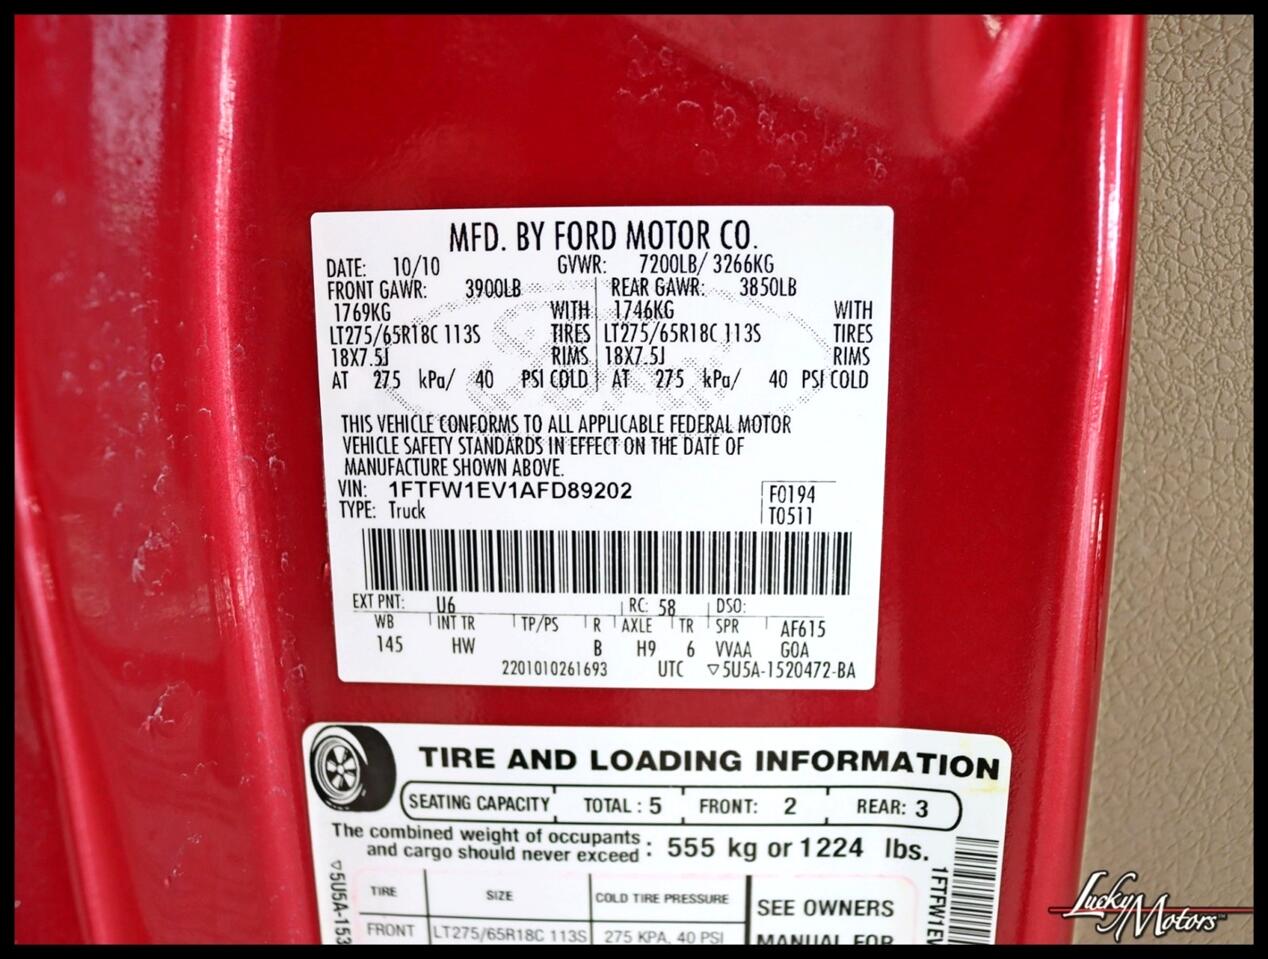 MFD. BY FORD MOTOR CO.
DATE: 10/10 GVWR: 7200LB/ 3266KG
FRONT GAWR: 3900LB REAR GAWR: 3850LB
1769KG WITH 1746KG WITH
LT275/65R18C 113S TIRES LT275/65R18C 113S TIRES
18X7.5J RIMS 18X7.5J RIMS
AT 275 kPa/ 40 PSI COLD AT 275 kPa/ 40 PSI COLD
THIS VEHICLE CONFORMS TO ALL APPLICABLE FEDERAL MOTOR
VEHICLE SAFETY STANDARDS IN EFFECT ON THE DATE OF
MANUFACTURE SHOWN ABOVE.
VIN: 1FTFW1EV1AFD89202
TYPE: Truck
F0194
T0511
EXT PNT: U6 RC: 58 DSO:
WB INT TR TP/PS R AXLE TR SPR AF615
145 HW B H9 6 VVAA GOA
2201010261693 UTC ▽5U5A-1520472-BA
TIRE AND LOADING INFORMATION
SEATING CAPACITY TOTAL : 5 FRONT: 2 REAR: 3
The combined weight of occupants
and cargo should never exceed : 555 kg or 1224 lbs.
TIRE SIZE COLD TIRE PRESSURE SEE OWNERS
FRONT LT275/65R18C 113S 275 KPA, 40 PSI MANUAL FOR
▽5U5A-153
1FTFW1EV
Lucky Motors™